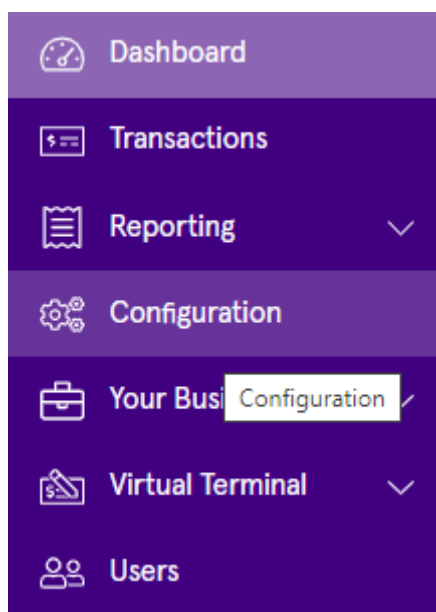 Dashboard
Transactions
Reporting
Configuration
Your Busi
Configuration
Virtual Terminal
Users